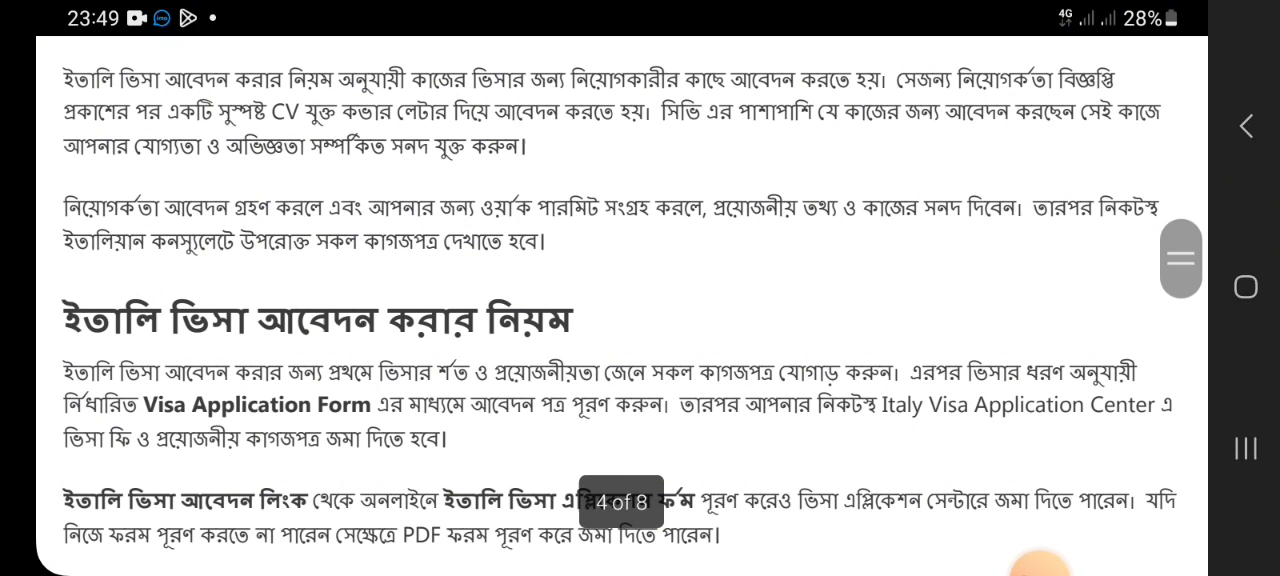 23:49
4G
28%
ইতালি ভিসা আবেদন করার নিয়ম অনুযায়ী কাজের ভিসার জন্য নিয়োগকারীর কাছে আবেদন করতে হয়। সেজন্য নিয়োগকর্তা বিজ্ঞপ্তি
প্রকাশের পর একটি সুস্পষ্ট CV যুক্ত কভার লেটার দিয়ে আবেদন করতে হয়। সিভি এর পাশাপাশি যে কাজের জন্য আবেদন করছেন সেই কাজে
আপনার যোগ্যতা ও অভিজ্ঞতা সম্পর্কিত সনদ যুক্ত করুন।
নিয়োগকর্তা আবেদন গ্রহণ করলে এবং আপনার জন্য ওয়ার্ক পারমিট সংগ্রহ করলে, প্রয়োজনীয় তথ্য ও কাজের সনদ দিবেন। তারপর নিকটস্থ
ইতালিয়ান কনস্যুলেটে উপরোক্ত সকল কাগজপত্র দেখাতে হবে।
ইতালি ভিসা আবেদন করার নিয়ম
ইতালি ভিসা আবেদন করার জন্য প্রথমে ভিসার শর্ত ও প্রয়োজনীয়তা জেনে সকল কাগজপত্র যোগাড় করুন। এরপর ভিসার ধরণ অনুযায়ী
নির্ধারিত Visa Application Form এর মাধ্যমে আবেদন পত্র পূরণ করুন। তারপর আপনার নিকটস্থ Italy Visa Application Center এ
ভিসা ফি ও প্রয়োজনীয় কাগজপত্র জমা দিতে হবে।
ইতালি ভিসা আবেদন লিংক থেকে অনলাইনে ইতালি ভিসা ফর্ম পূরণ করেও ভিসা এপ্লিকেশন সেন্টারে জমা দিতে পারেন। যদি
নিজে ফরম পূরণ করতে না পারেন সেক্ষেত্রে PDF ফরম পূরণ করে জমা দিতে পারেন।
4 of 8